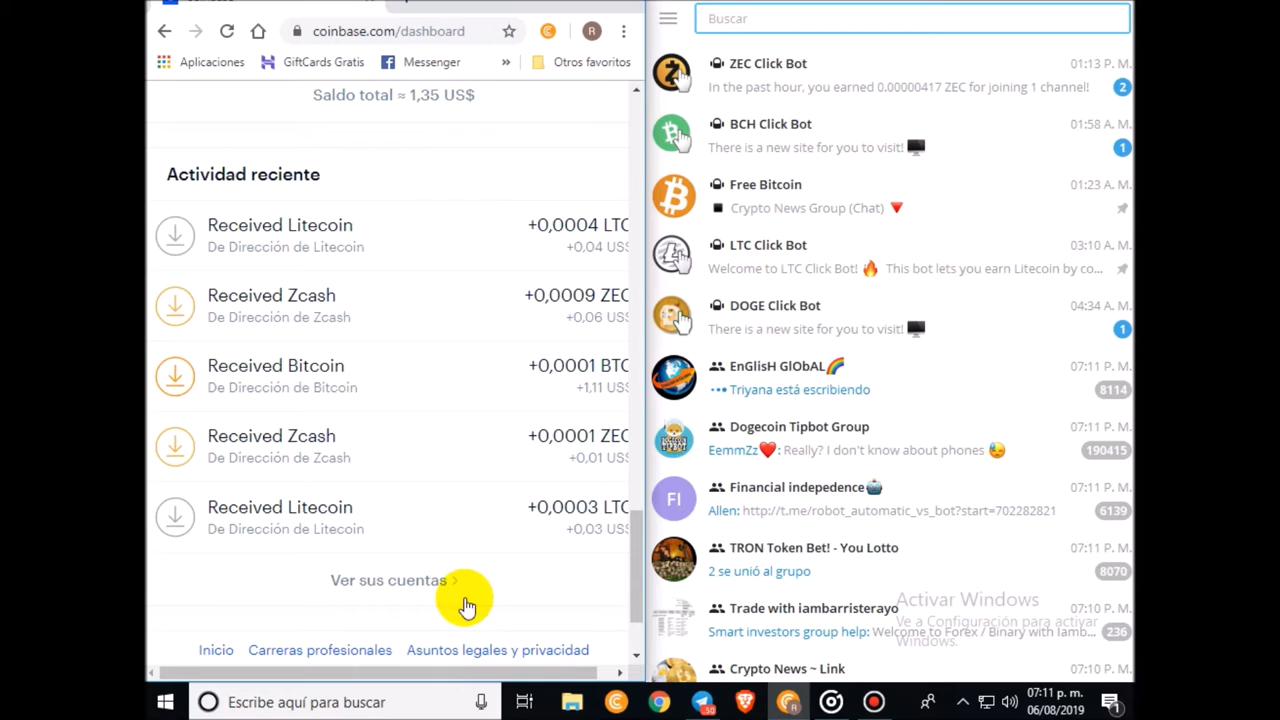 coinbase.com/dashboard
R
Aplicaciones
GiftCards Gratis
Messenger
»
Otros favoritos
Saldo total ≈ 1,35 US$
Actividad reciente
Received Litecoin
+0,0004 LTC
De Dirección de Litecoin
+0,04 US$
Received Zcash
+0,0009 ZEC
De Dirección de Zcash
+0,06 US$
Received Bitcoin
+0,0001 BTC
De Dirección de Bitcoin
+1,11 US$
Received Zcash
+0,0001 ZEC
De Dirección de Zcash
+0,01 US$
Received Litecoin
+0,0003 LTC
De Dirección de Litecoin
+0,03 US$
Ver sus cuentas >
Inicio
Carreras profesionales
Asuntos legales y privacidad
Buscar
ZEC Click Bot
01:13 P. M.
In the past hour, you earned 0.00000417 ZEC for joining 1 channel!
2
BCH Click Bot
01:58 A. M.
There is a new site for you to visit! 🖥️
1
Free Bitcoin
01:23 A. M.
◾ Crypto News Group (Chat) 🔻
LTC Click Bot
03:10 A. M.
Welcome to LTC Click Bot! 🔥 This bot lets you earn Litecoin by co...
DOGE Click Bot
04:34 A. M.
There is a new site for you to visit! 🖥️
1
EnGlisH GlObAL🌈
07:11 P. M.
Triyana está escribiendo
8114
Dogecoin Tipbot Group
07:11 P. M.
EemmZz❤️: Really? I don't know about phones 😓
190415
FI
Financial indepedence🤖
07:11 P. M.
Allen: http://t.me/robot_automatic_vs_bot?start=702282821
6139
TRON Token Bet! - You Lotto
07:11 P. M.
2 se unió al grupo
8070
Trade with iambarristerayo
07:10 P. M.
Smart investors group help: Welcome to Forex / Binary with Iamb...
236
Crypto News ~ Link
07:10 P. M.
Activar Windows
Ve a Configuración para activar
Windows.
Escribe aquí para buscar
50
R
07:11 p. m.
06/08/2019
1